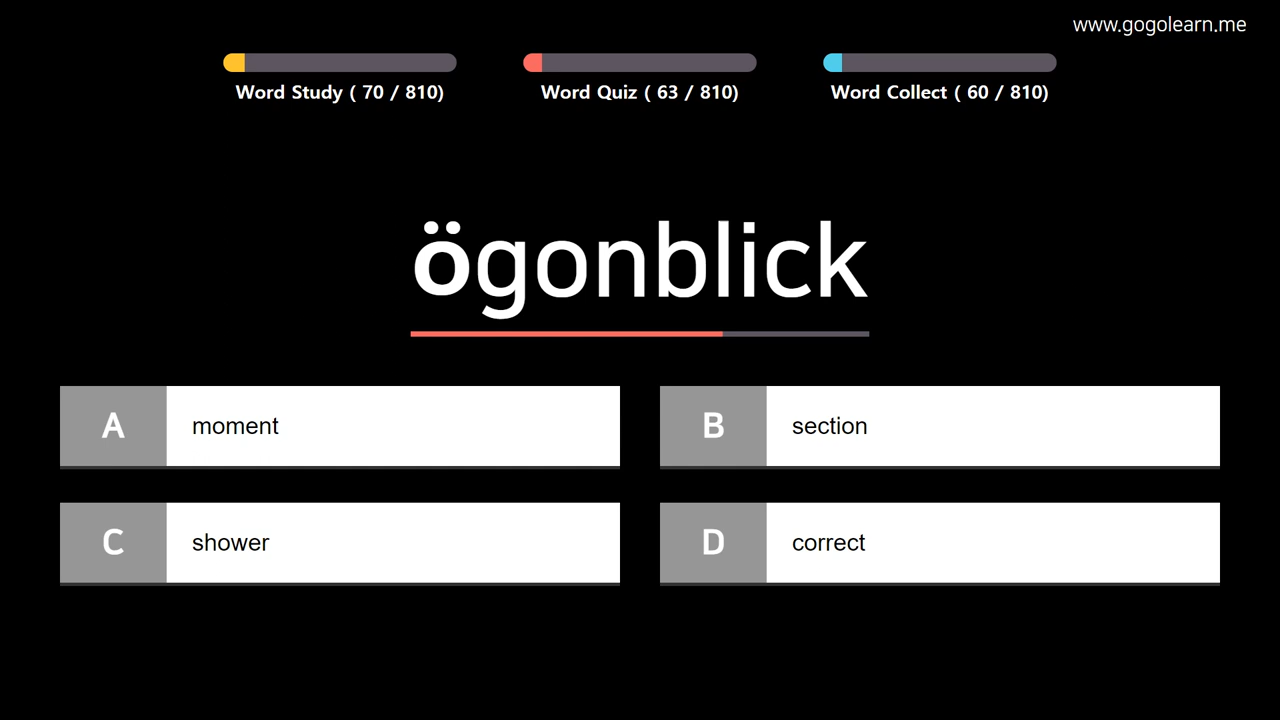 www.gogolearn.me
Word Study ( 70 / 810)
Word Quiz ( 63 / 810)
Word Collect ( 60 / 810)
ögonblick
A moment
B section
C shower
D correct